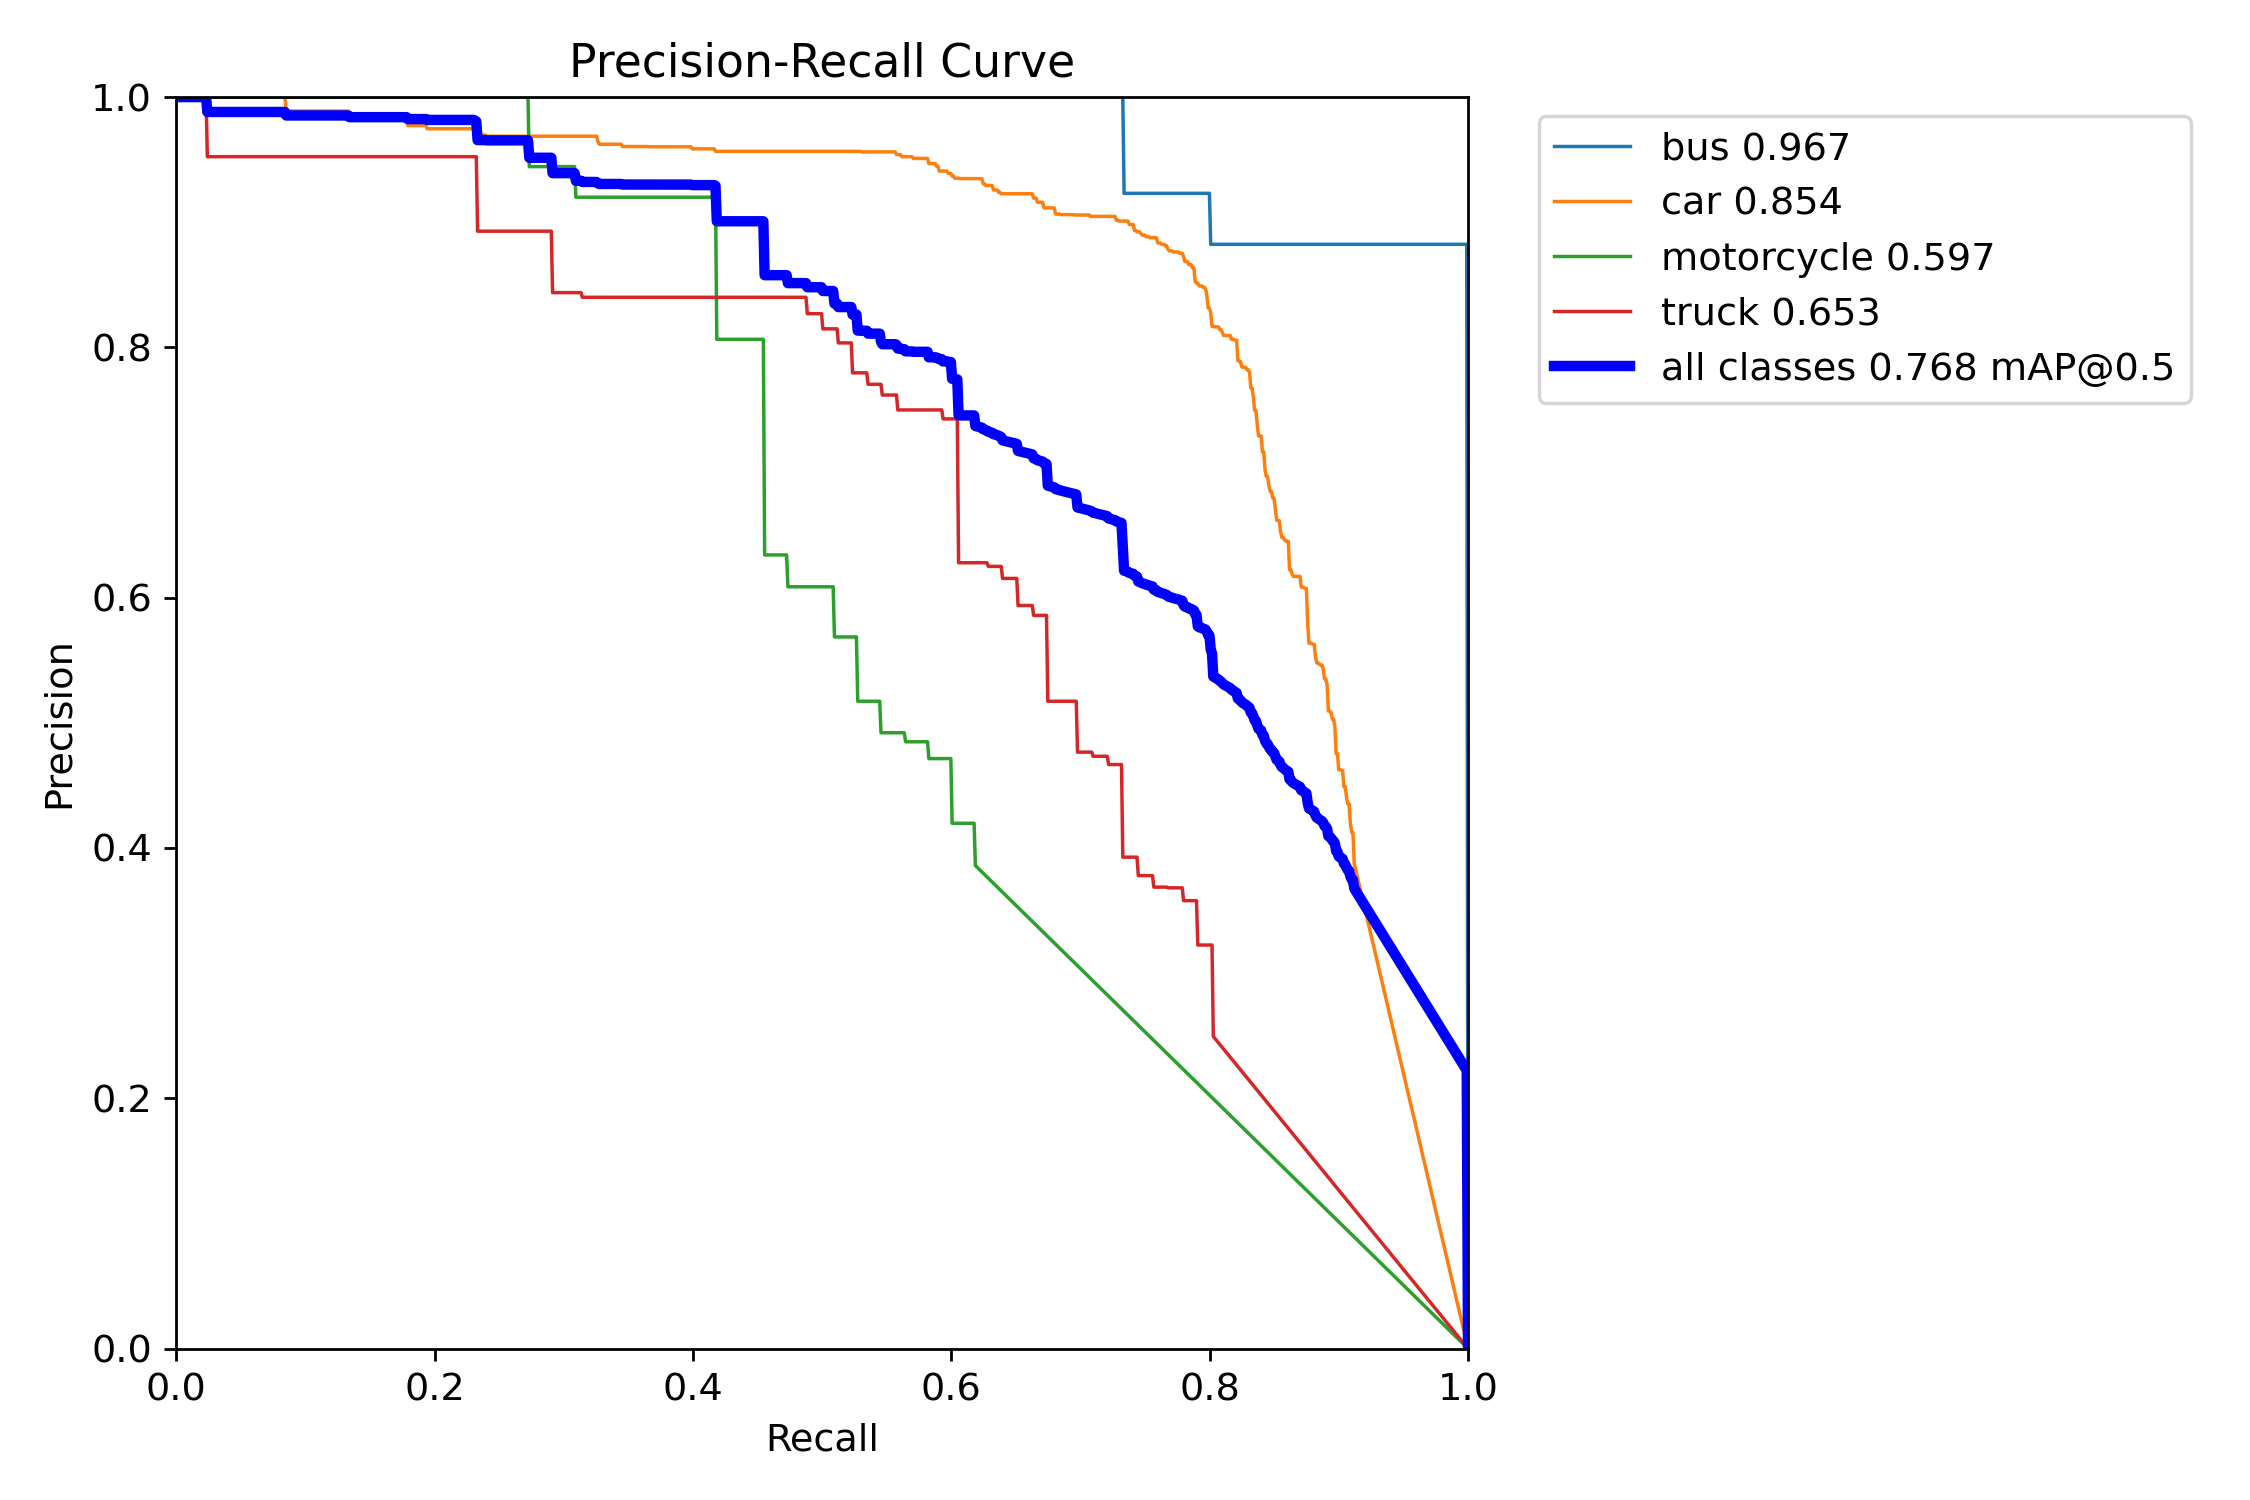 Precision-Recall Curve
1.0
0.8
0.6
0.4
0.2
0.0
Precision
0.0 0.2 0.4 0.6 0.8 1.0
Recall
bus 0.967
car 0.854
motorcycle 0.597
truck 0.653
all classes 0.768 mAP@0.5